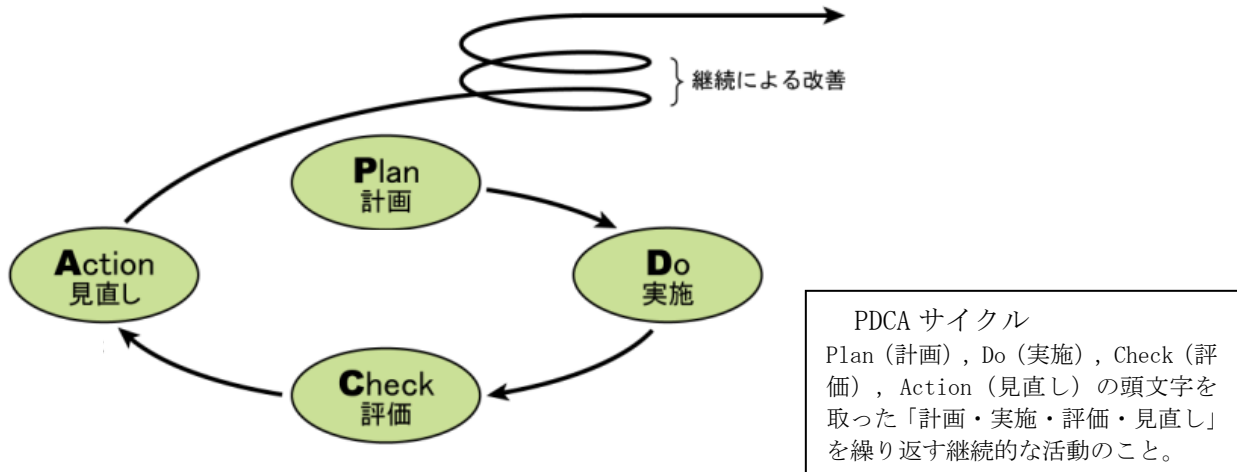 継続による改善
Plan
計画
Action
見直し
Do
実施
Check
評価
PDCA サイクル
Plan（計画）, Do（実施）, Check（評
価）, Action（見直し）の頭文字を
取った「計画・実施・評価・見直し」
を繰り返す継続的な活動のこと。